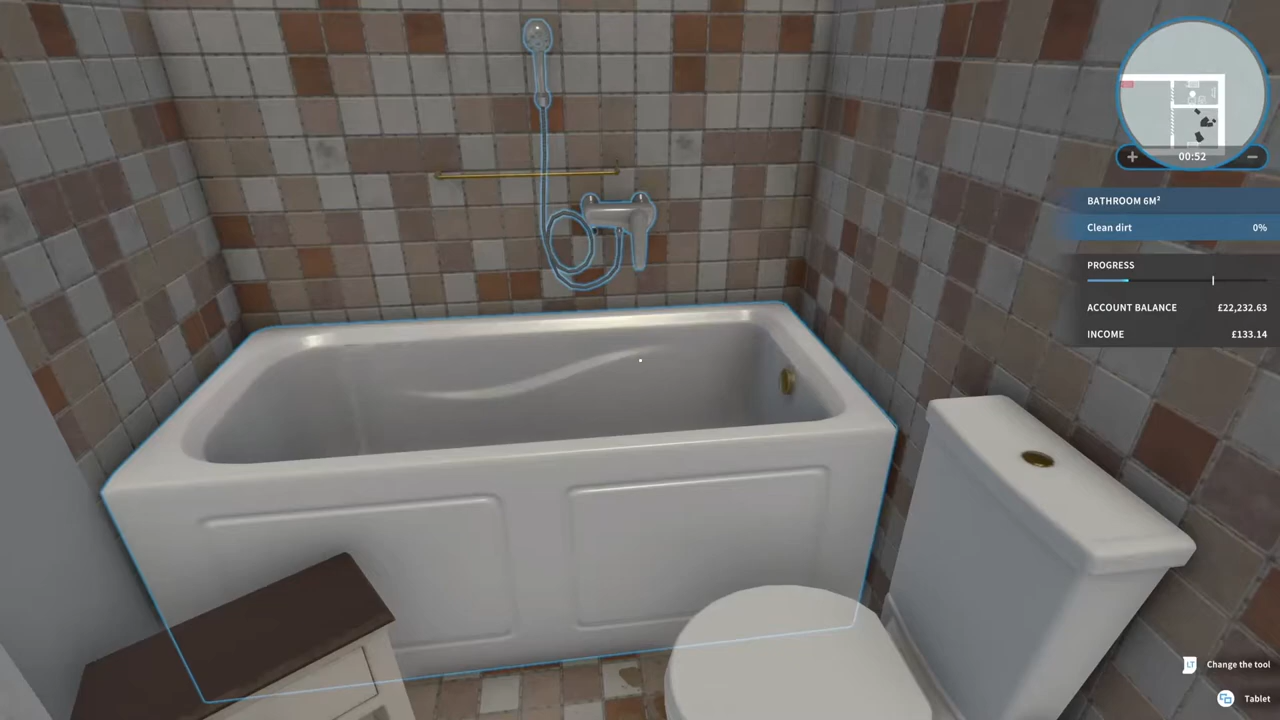 00:52
BATHROOM 6M²
Clean dirt 0%
PROGRESS
ACCOUNT BALANCE £22,232.63
INCOME £133.14
LT Change the tool
Tablet